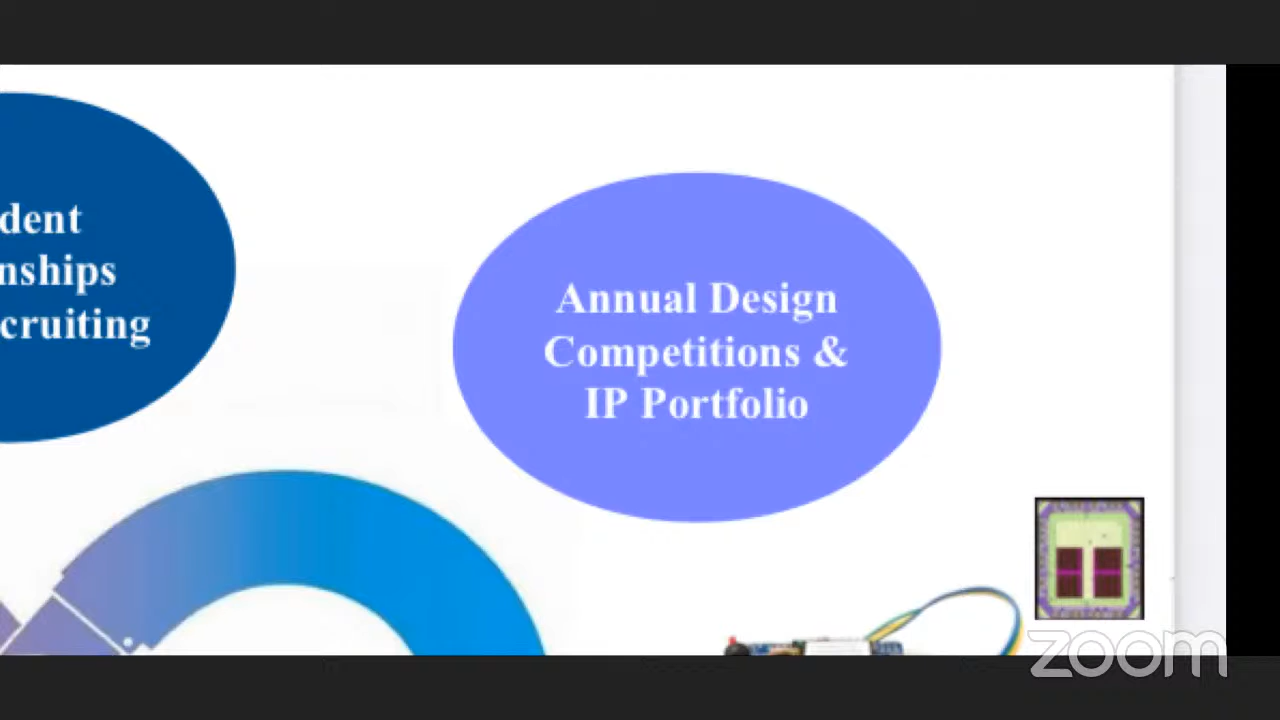 dent
nships
cruiting
Annual Design
Competitions &
IP Portfolio
zoom